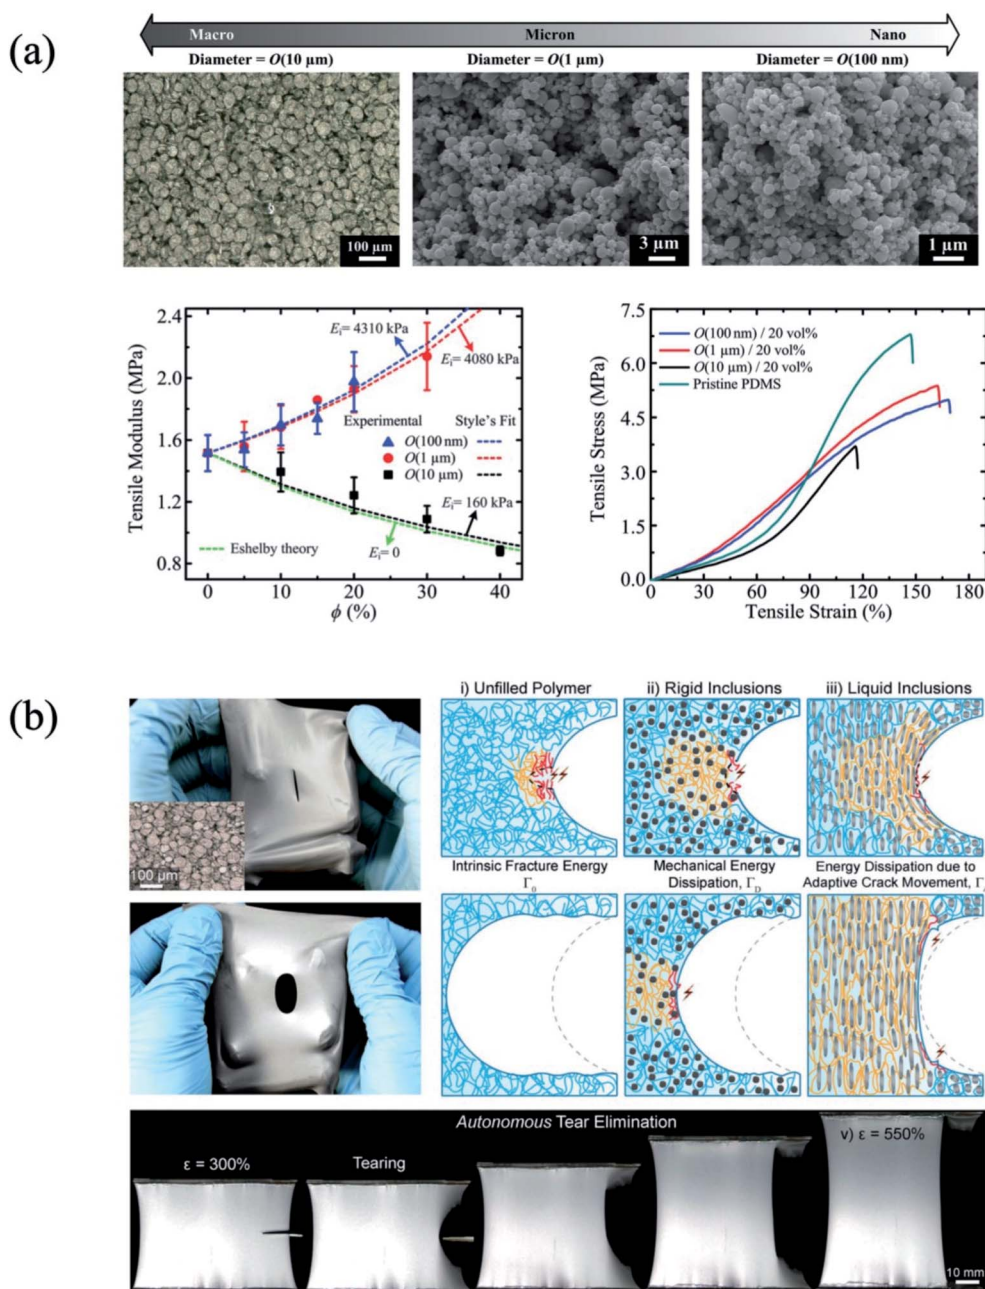 (a)
Macro
Micron
Nano
Diameter = O(10 µm)
Diameter = O(1 µm)
Diameter = O(100 nm)
100 µm
3 µm
1 µm
Tensile Modulus (MPa)
2.4
2.0
1.6
1.2
0.8
Ei= 4310 kPa
Ei= 4080 kPa
Experimental
Style's Fit
O(100 nm)
O(1 µm)
O(10 µm)
Ei=160 kPa
Ei= 0
Eshelby theory
0 10 20 30 40
ϕ (%)
Tensile Stress (MPa)
7.5
6.0
4.5
3.0
1.5
0.0
O(100 nm) / 20 vol%
O(1 µm) / 20 vol%
O(10 µm) / 20 vol%
Pristine PDMS
0 30 60 90 120 150 180
Tensile Strain (%)
(b)
100 µm
i) Unfilled Polymer
ii) Rigid Inclusions
iii) Liquid Inclusions
Intrinsic Fracture Energy
Γ0
Mechanical Energy
Dissipation, ΓD
Energy Dissipation due to
Adaptive Crack Movement, Γ
Autonomous Tear Elimination
ε = 300%
Tearing
v) ε = 550%
10 mm